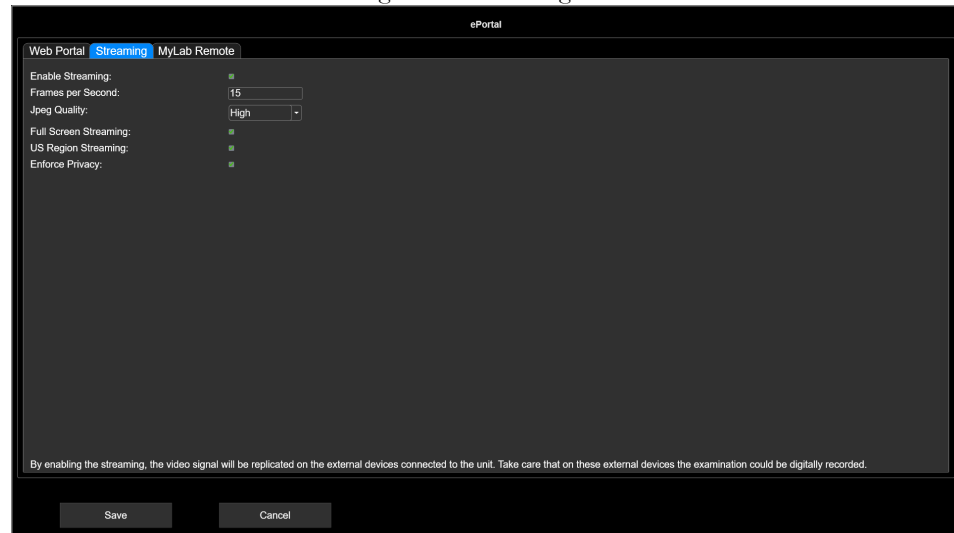 ePortal
Web Portal Streaming MyLab Remote
Enable Streaming:
Frames per Second: 15
Jpeg Quality: High
Full Screen Streaming:
US Region Streaming:
Enforce Privacy:
By enabling the streaming, the video signal will be replicated on the external devices connected to the unit. Take care that on these external devices the examination could be digitally recorded.
Save Cancel